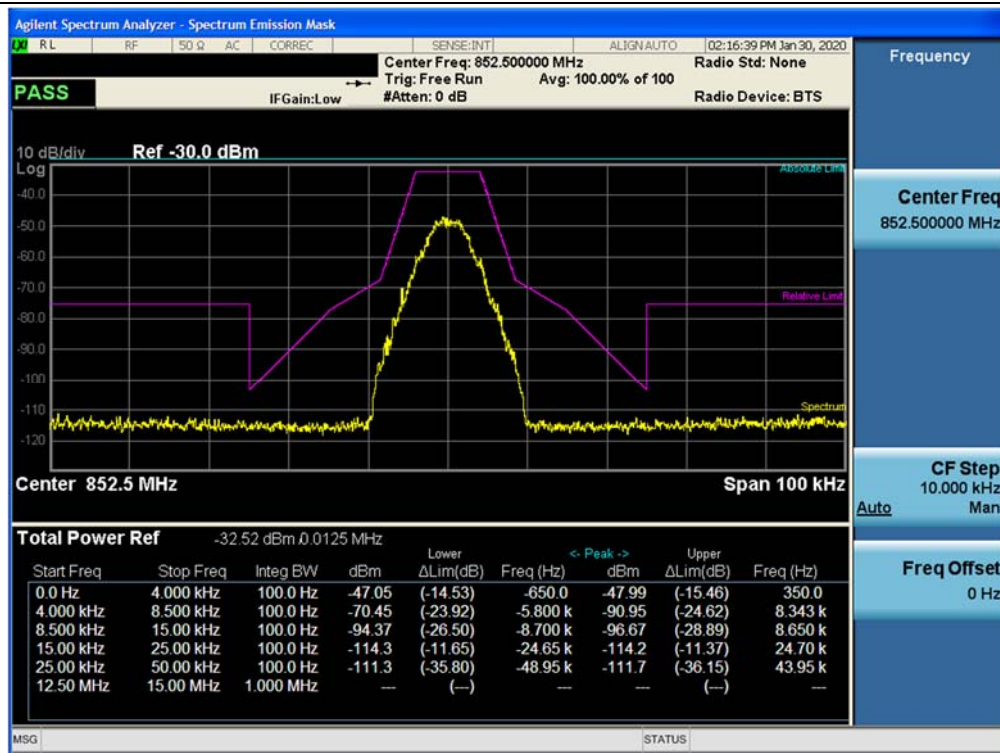 Agilent Spectrum Analyzer - Spectrum Emission Mask
LXI RL RF 50 Ω AC CORREC SENSE:INT ALIGN AUTO 02:16:39 PM Jan 30, 2020
Center Freq: 852.500000 MHz Radio Std: None
Trig: Free Run Avg: 100.00% of 100
PASS IFGain:Low #Atten: 0 dB Radio Device: BTS
10 dB/div Ref -30.0 dBm
Log
Absolute Limit
-40.0
-50.0
-60.0
-70.0
Relative Limit
-80.0
-90.0
-100
-110
Spectrum
-120
Center 852.5 MHz Span 100 kHz
Total Power Ref -32.52 dBm/0.0125 MHz
Lower <- Peak -> Upper
Start Freq Stop Freq Integ BW dBm ΔLim(dB) Freq (Hz) dBm ΔLim(dB) Freq (Hz)
0.0 Hz 4.000 kHz 100.0 Hz -47.05 (-14.53) -650.0 -47.99 (-15.46) 350.0
4.000 kHz 8.500 kHz 100.0 Hz -70.45 (-23.92) -5.800 k -90.95 (-24.62) 8.343 k
8.500 kHz 15.00 kHz 100.0 Hz -94.37 (-26.50) -8.700 k -96.67 (-28.89) 8.650 k
15.00 kHz 25.00 kHz 100.0 Hz -114.3 (-11.65) -24.65 k -114.2 (-11.37) 24.70 k
25.00 kHz 50.00 kHz 100.0 Hz -111.3 (-35.80) -48.95 k -111.7 (-36.15) 43.95 k
12.50 MHz 15.00 MHz 1.000 MHz --- (---) --- --- (---) ---
MSG STATUS
Frequency
Center Freq
852.500000 MHz
CF Step
10.000 kHz
Auto Man
Freq Offset
0 Hz